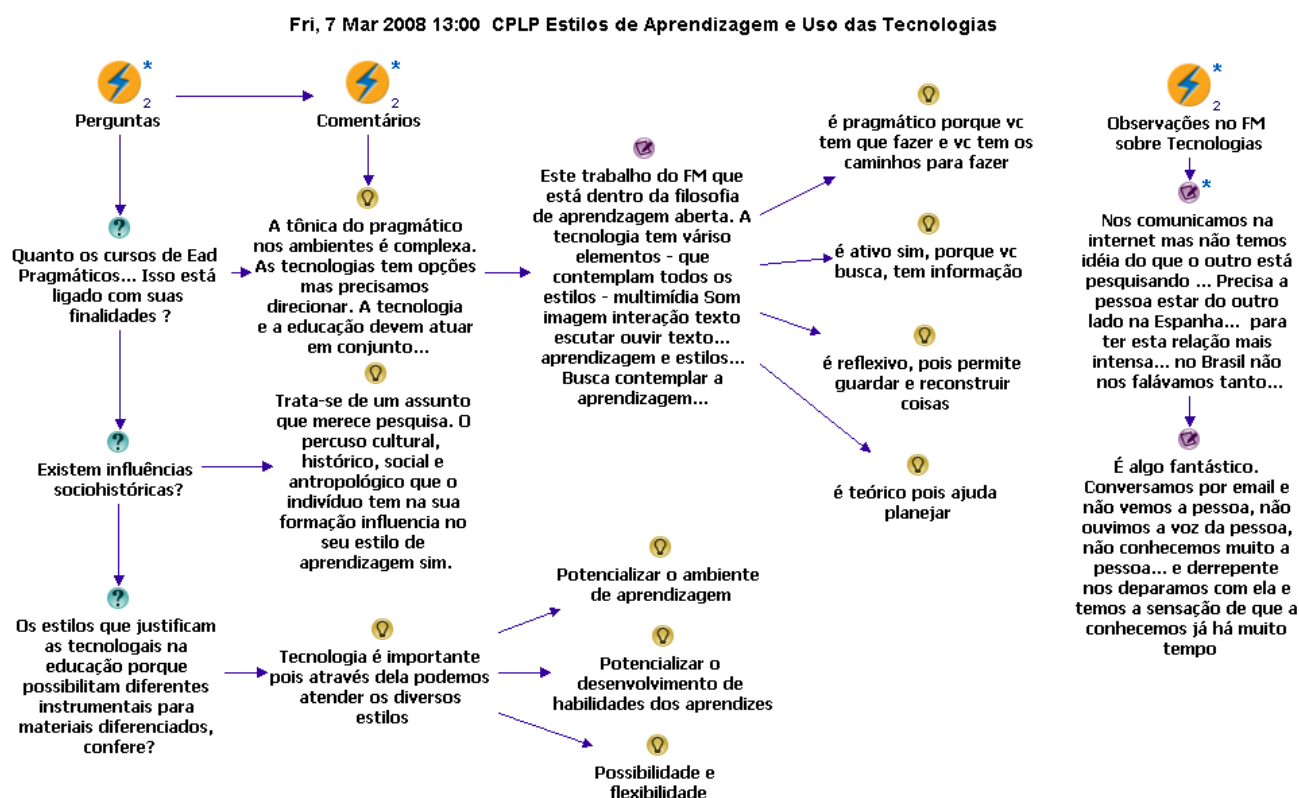 Fri, 7 Mar 2008 13:00 CPLP Estilos de Aprendizagem e Uso das Tecnologias
*
2
Perguntas
*
2
Comentários
Quanto os cursos de Ead
Pragmáticos... Isso está
ligado com suas
finalidades ?
A tônica do pragmático
nos ambientes é complexa.
As tecnologias tem opções
mas precisamos
direcionar. A tecnologia
e a educação devem atuar
em conjunto...
Este trabalho do FM que
está dentro da filosofia
de aprendzagem aberta. A
tecnologia tem váriso
elementos - que
contemplam todos os
estilos - multimídia Som
imagem interação texto
escutar ouvir texto...
aprendizagem e estilos...
Busca contemplar a
aprendizagem...
é pragmático porque vc
tem que fazer e vc tem os
caminhos para fazer
é ativo sim, porque vc
busca, tem informação
é reflexivo, pois permite
guardar e reconstruir
coisas
é teórico pois ajuda
planejar
Existem influências
sociohistóricas?
Trata-se de um assunto
que merece pesquisa. O
percuso cultural,
histórico, social e
antropológico que o
indivíduo tem na sua
formação influencia no
seu estilo de
aprendizagem sim.
Os estilos que justificam
as tecnologais na
educação porque
possibilitam diferentes
instrumentais para
materiais diferenciados,
confere?
Tecnologia é importante
pois através dela podemos
atender os diversos
estilos
Potencializar o ambiente
de aprendizagem
Potencializar o
desenvolvimento de
habilidades dos aprendizes
Possibilidade e
flexibilidade
*
2
Observações no FM
sobre Tecnologias
*
Nos comunicamos na
internet mas não temos
idéia do que o outro está
pesquisando ... Precisa a
pessoa estar do outro
lado na Espanha... para
ter esta relação mais
intensa... no Brasil não
nos falávamos tanto...
É algo fantástico.
Conversamos por email e
não vemos a pessoa, não
ouvimos a voz da pessoa,
não conhecemos muito a
pessoa... e derrepente
nos deparamos com ela e
temos a sensação de que a
conhecemos já há muito
tempo